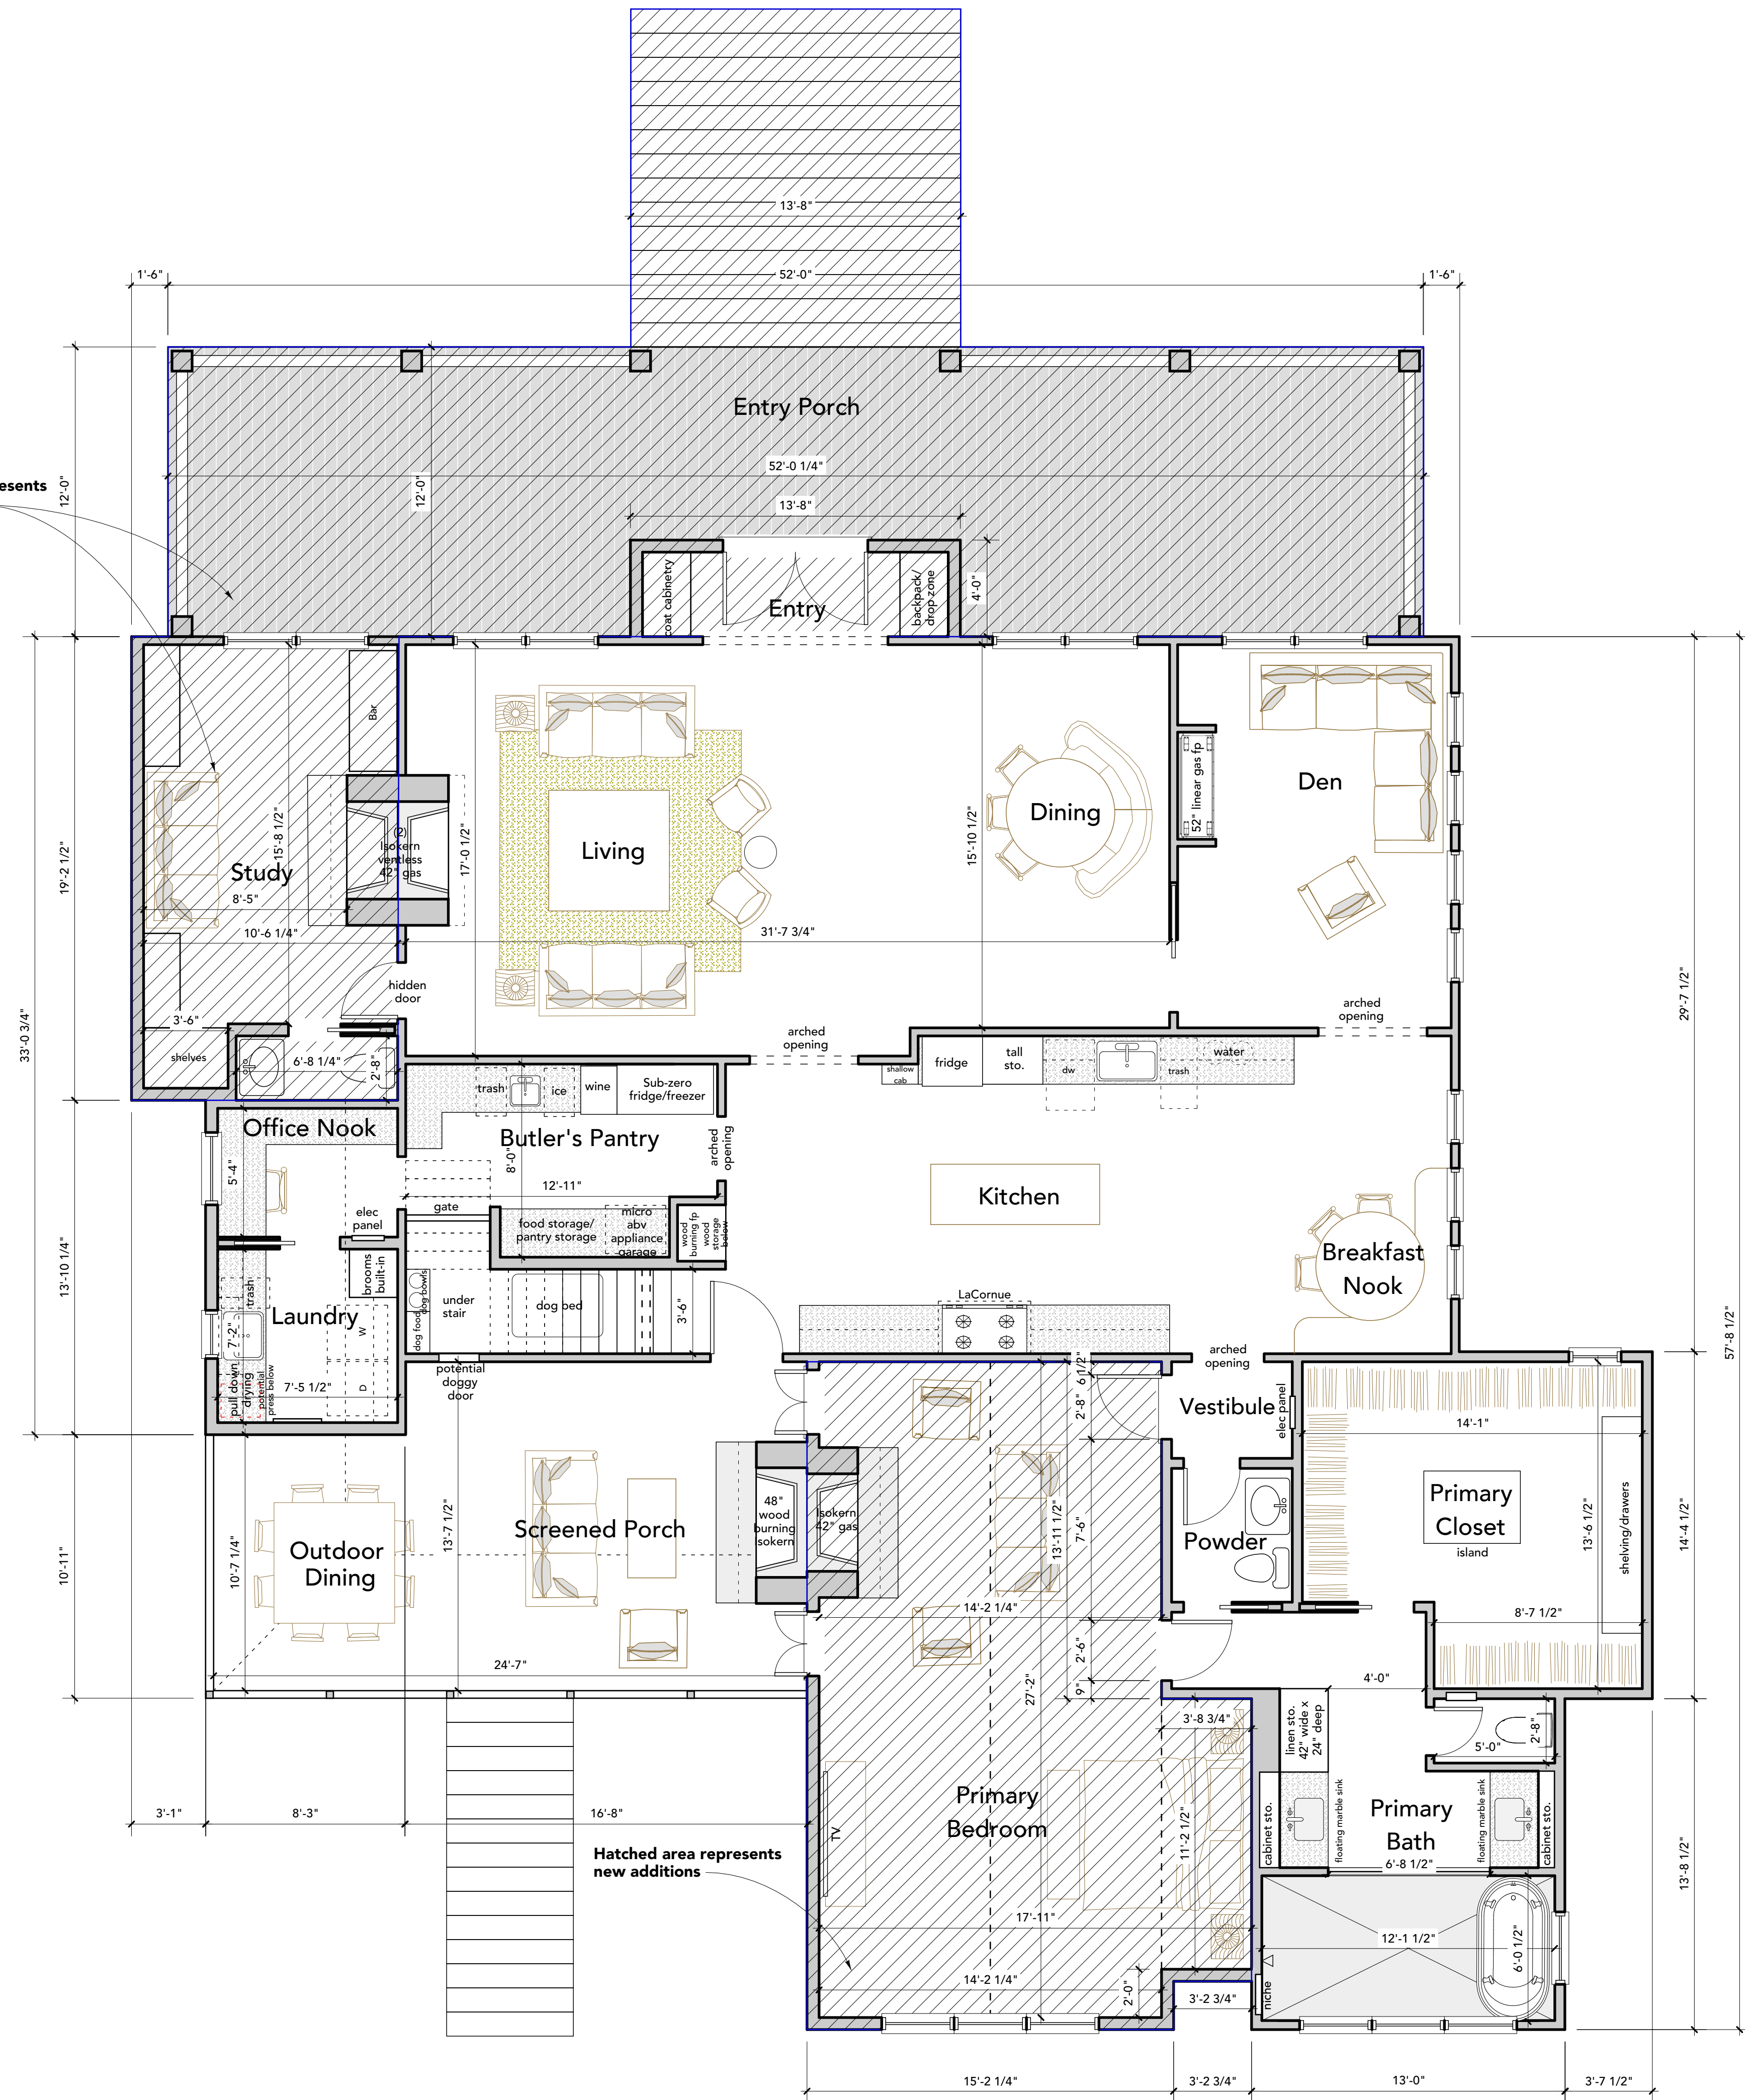 13'-8"
1'-6"
52'-0"
1'-6"
Entry Porch
52'-0 1/4"
esents
12'-0"
12'-0"
13'-8"
coat cabinetry
Entry
backpack/
drop zone
4'-0"
Bar
52" linear gas fp
Den
Dining
Living
(2)
Isokern
ventless
42" gas
15'-8 1/2"
17'-0 1/2"
15'-10 1/2"
Study
8'-5"
10'-6 1/4"
31'-7 3/4"
19'-2 1/2"
33'-0 3/4"
29'-7 1/2"
57'-8 1/2"
hidden
door
3'-6"
shelves
6'-8 1/4"
2'-8"
arched
opening
arched
opening
shallow
cab
fridge
tall
sto.
dw
trash
water
trash
ice
wine
Sub-zero
fridge/freezer
Office Nook
Butler's Pantry
8'-0"
arched
opening
5'-4"
12'-11"
gate
elec
panel
food storage/
pantry storage
micro
abv
appliance
garage
wood
burning fp
wood
storage
below
Kitchen
Breakfast
Nook
13'-10 1/4"
brooms
built-in
trash
Laundry
W
D
7'-2"
pull down
drying
potential
press below
7'-5 1/2"
dog bowls
dog food
under
stair
dog bed
3'-6"
LaCornue
potential
doggy
door
arched
opening
6 1/2"
2'-8"
Vestibule
elec panel
14'-1"
10'-11"
10'-7 1/4"
13'-7 1/2"
Outdoor
Dining
Screened Porch
48"
wood
burning
isokern
Isokern
42" gas
13'-11 1/2"
7'-6"
Powder
Primary
Closet
island
13'-6 1/2"
shelving/drawers
14'-4 1/2"
14'-2 1/4"
8'-7 1/2"
24'-7"
27'-2"
2'-6"
9"
4'-0"
3'-8 3/4"
linen sto.
42" wide x
24" deep
5'-0"
2'-8"
3'-1"
8'-3"
16'-8"
TV
Primary
Bedroom
11'-2 1/2"
cabinet sto.
floating marble sink
Primary
Bath
floating marble sink
cabinet sto.
6'-8 1/2"
13'-8 1/2"
Hatched area represents
new additions
17'-11"
12'-1 1/2"
6'-0 1/2"
14'-2 1/4"
2'-0"
3'-2 3/4"
niche
15'-2 1/4"
3'-2 3/4"
13'-0"
3'-7 1/2"